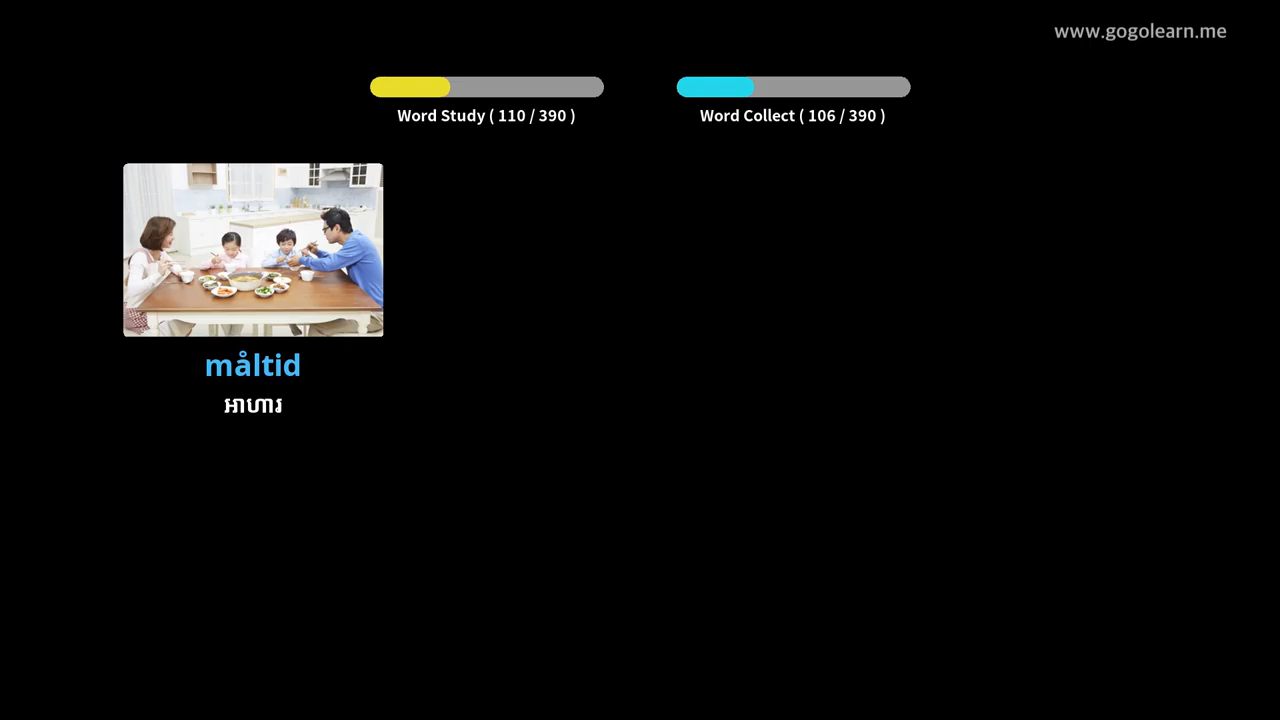 www.gogolearn.me
Word Study ( 110 / 390 )
Word Collect ( 106 / 390 )
måltid
អាហារ